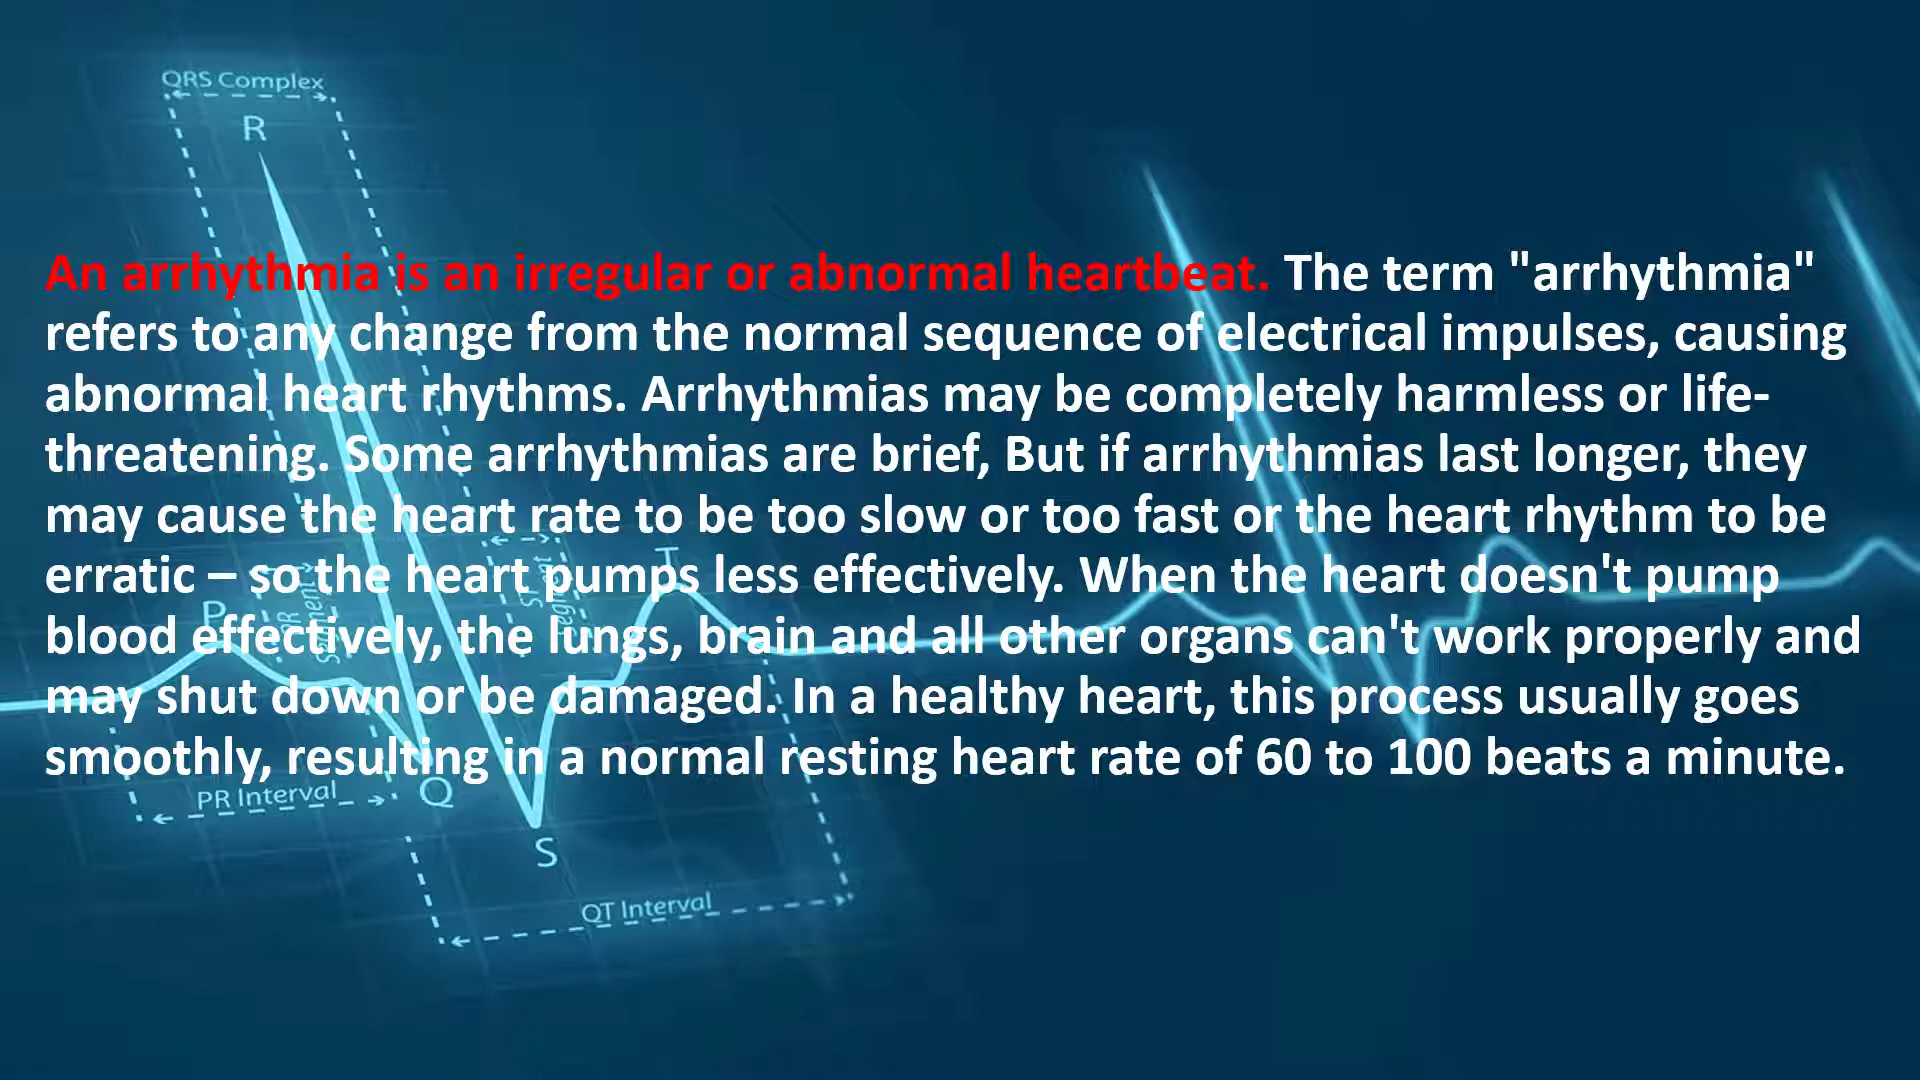 QRS Complex
R
An arrhythmia is an irregular or abnormal heartbeat. The term "arrhythmia"
refers to any change from the normal sequence of electrical impulses, causing
abnormal heart rhythms. Arrhythmias may be completely harmless or life-
threatening. Some arrhythmias are brief, But if arrhythmias last longer, they
may cause the heart rate to be too slow or too fast or the heart rhythm to be
erratic – so the heart pumps less effectively. When the heart doesn't pump
blood effectively, the lungs, brain and all other organs can't work properly and
may shut down or be damaged. In a healthy heart, this process usually goes
smoothly, resulting in a normal resting heart rate of 60 to 100 beats a minute.
P
T
PR Interval
Q
S
QT Interval